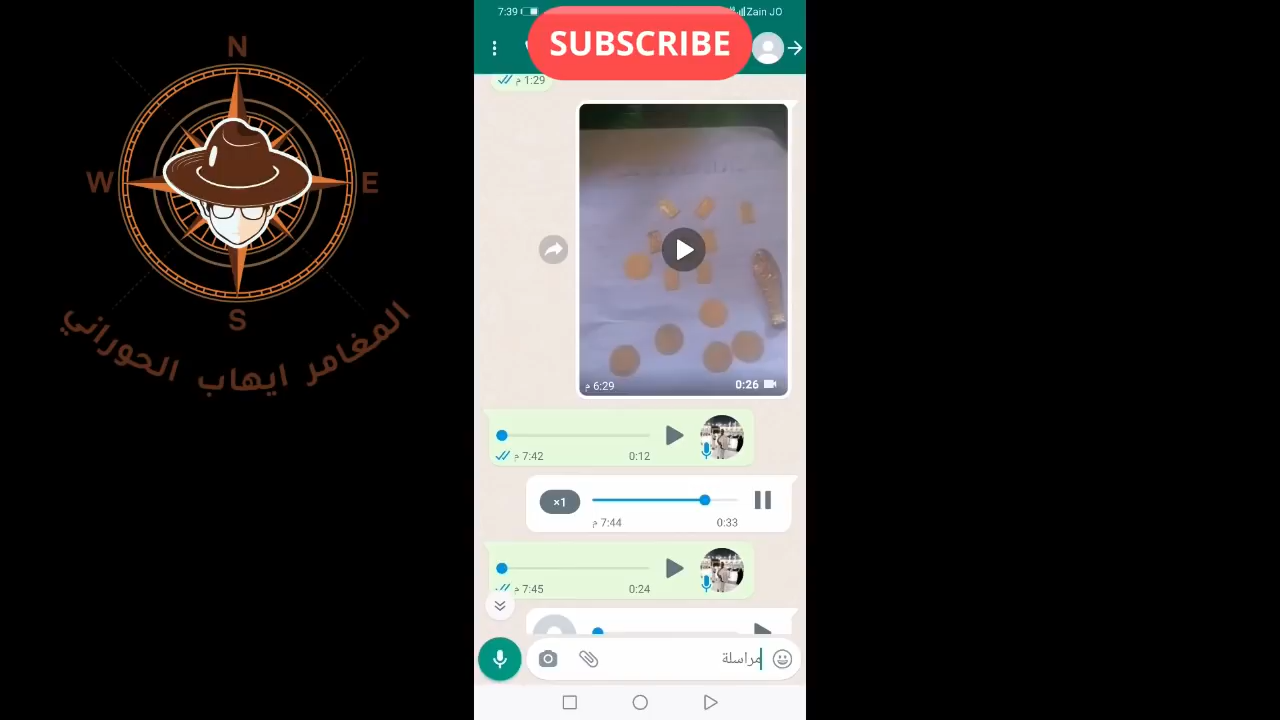 7:39
Zain JO
SUBSCRIBE
1:29 م
N
W
E
S
المغامر ايهاب الحوراني
6:29 م
0:26
7:42 م
0:12
×1
7:44 م
0:33
7:45 م
0:24
مراسلة